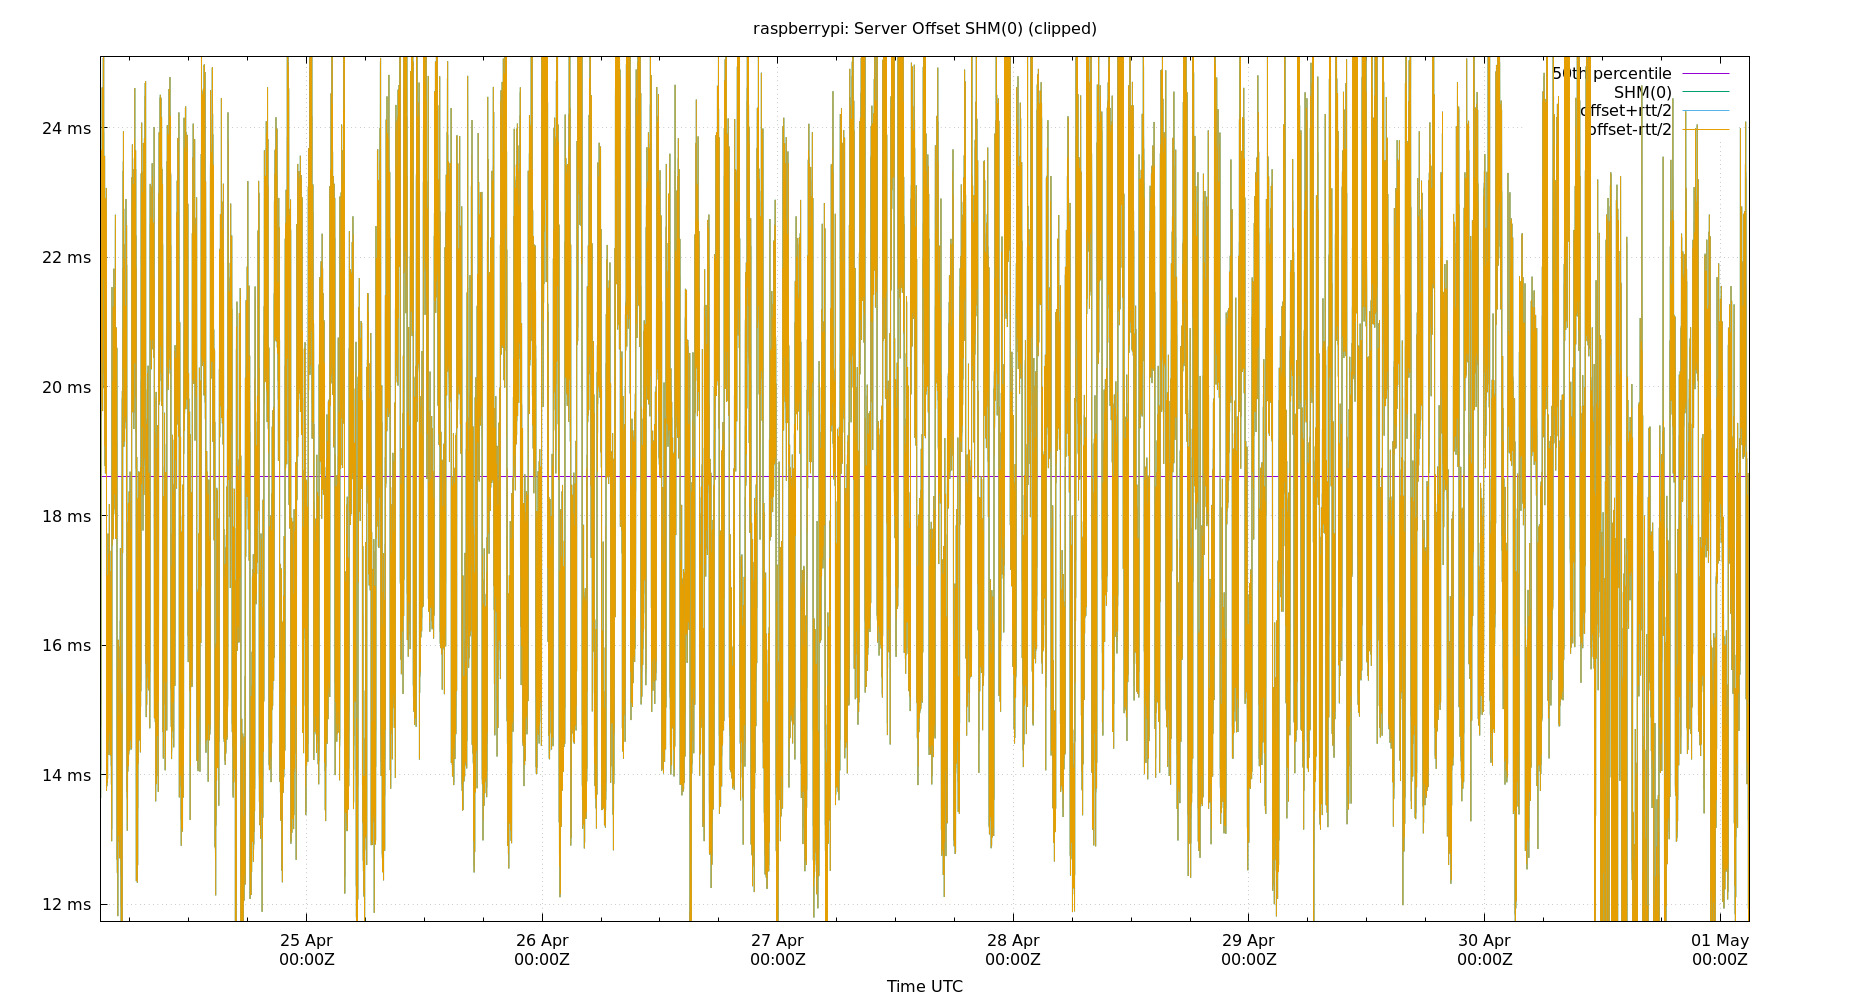 raspberrypi: Server Offset SHM(0) (clipped)
50th percentile
SHM(0)
offset+rtt/2
offset-rtt/2
24 ms
22 ms
20 ms
18 ms
16 ms
14 ms
12 ms
25 Apr 26 Apr 27 Apr 28 Apr 29 Apr 30 Apr 01 May
00:00Z 00:00Z 00:00Z 00:00Z 00:00Z 00:00Z 00:00Z
Time UTC